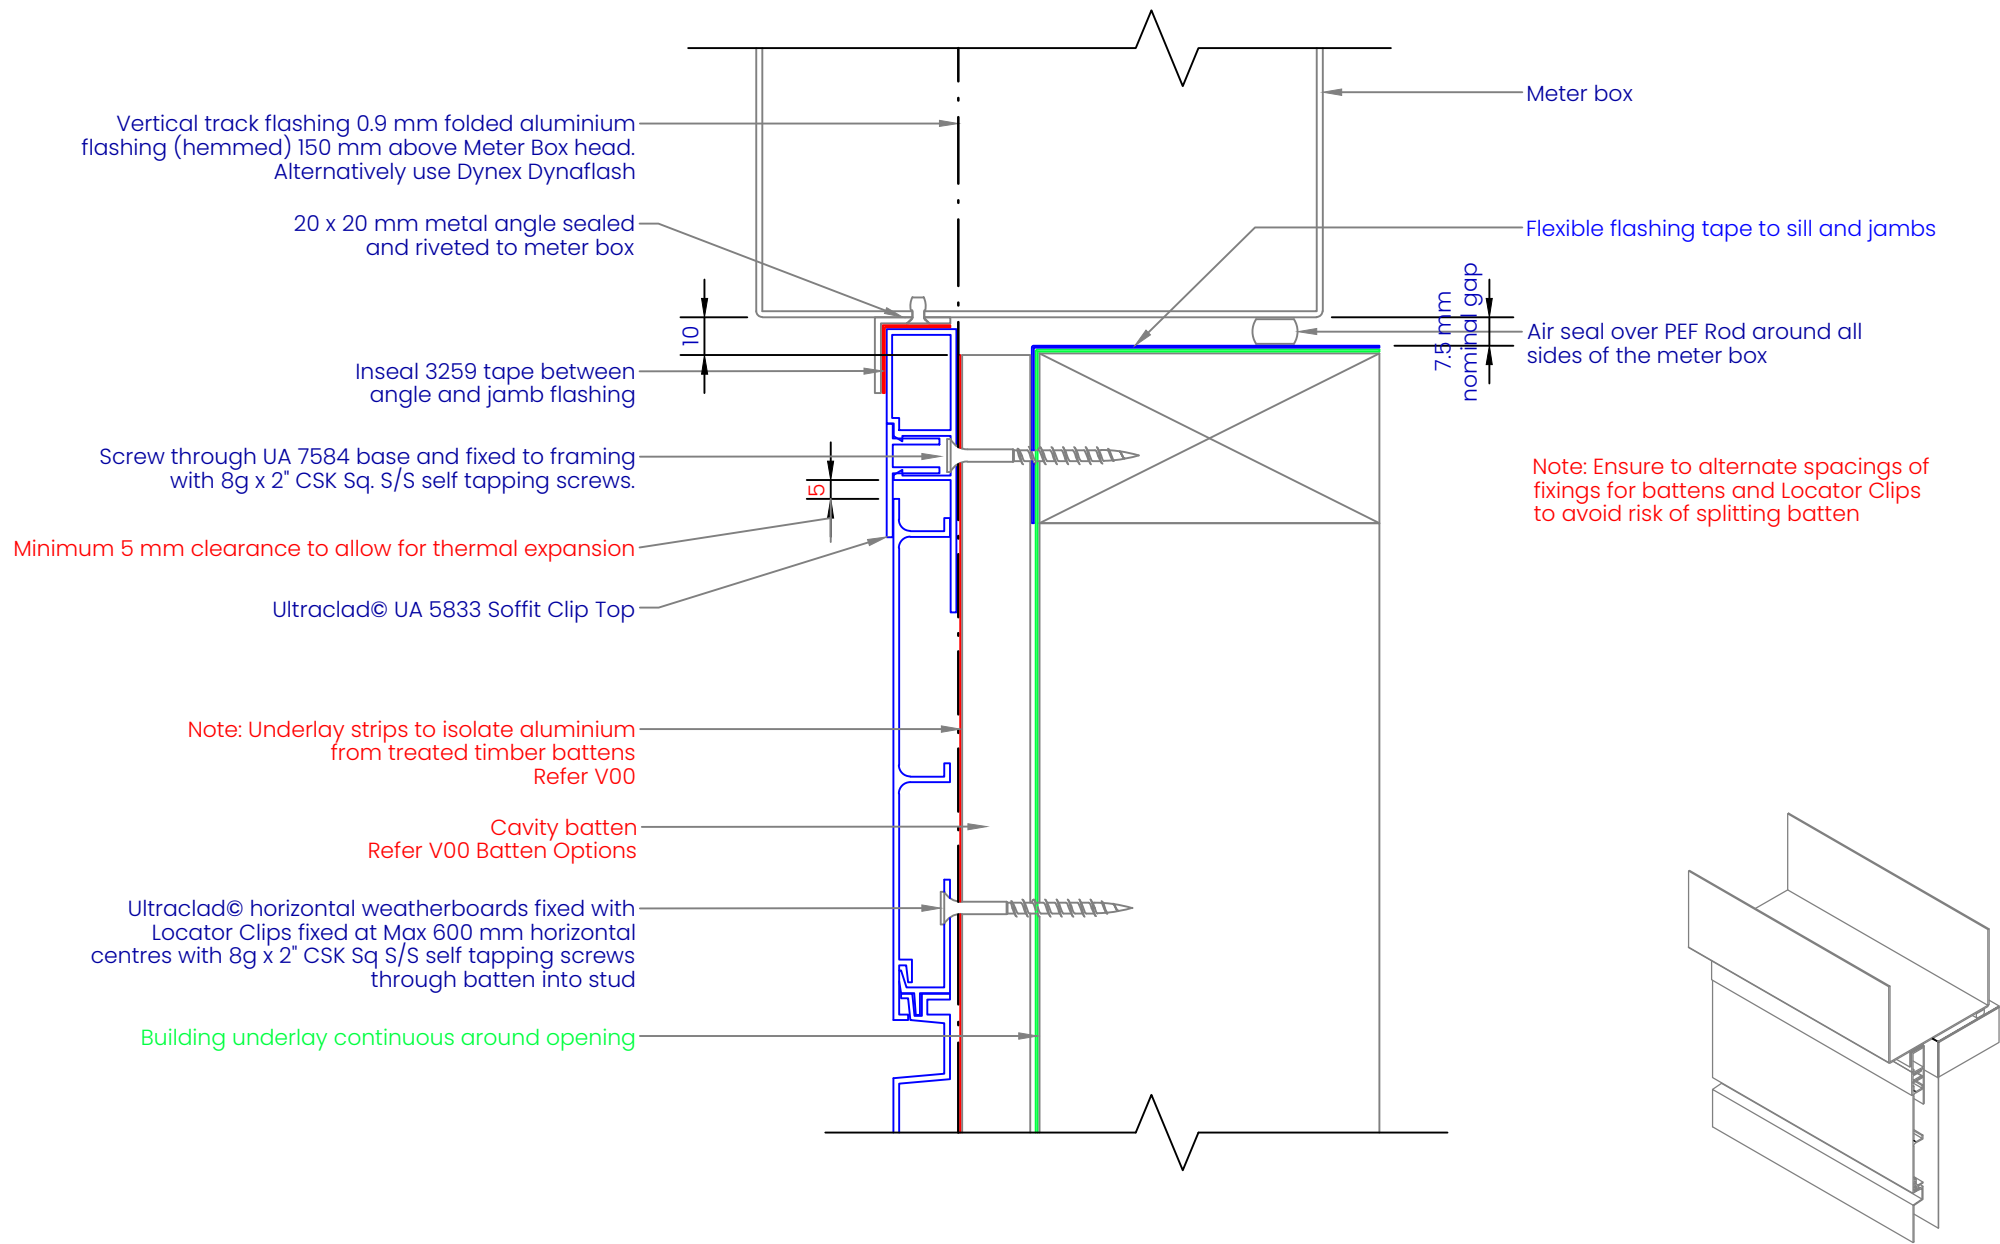 Vertical track flashing 0.9 mm folded aluminium
flashing (hemmed) 150 mm above Meter Box head.
Alternatively use Dynex Dynaflash
20 x 20 mm metal angle sealed
and riveted to meter box
10
Inseal 3259 tape between
angle and jamb flashing
Screw through UA 7584 base and fixed to framing
with 8g x 2" CSK Sq. S/S self tapping screws.
5
Minimum 5 mm clearance to allow for thermal expansion
Ultraclad© UA 5833 Soffit Clip Top
Note: Underlay strips to isolate aluminium
from treated timber battens
Refer V00
Cavity batten
Refer V00 Batten Options
Ultraclad© horizontal weatherboards fixed with
Locator Clips fixed at Max 600 mm horizontal
centres with 8g x 2" CSK Sq S/S self tapping screws
through batten into stud
Building underlay continuous around opening
Meter box
Flexible flashing tape to sill and jambs
7.5 mm
nominal gap
Air seal over PEF Rod around all
sides of the meter box
Note: Ensure to alternate spacings of
fixings for battens and Locator Clips
to avoid risk of splitting batten